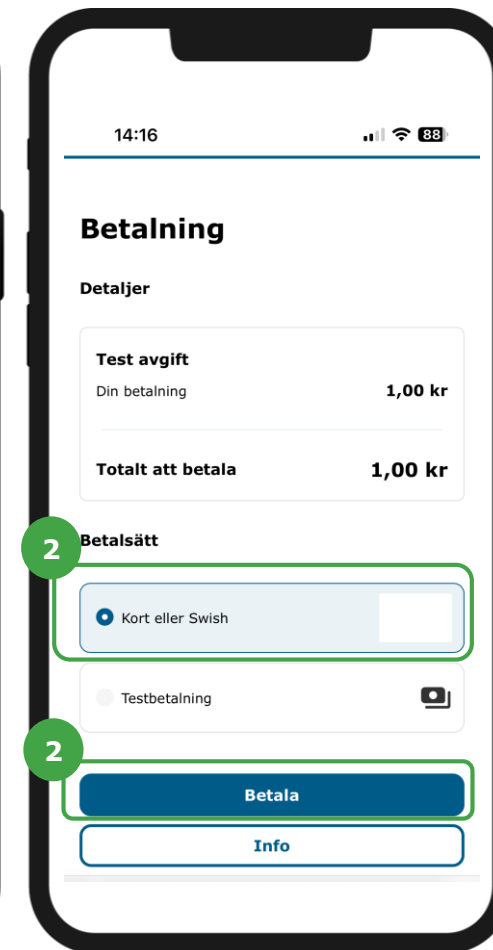 14:16
88
Betalning
Detaljer
Test avgift
Din betalning 1,00 kr
Totalt att betala 1,00 kr
2
Betalsätt
Kort eller Swish
Testbetalning
2
Betala
Info